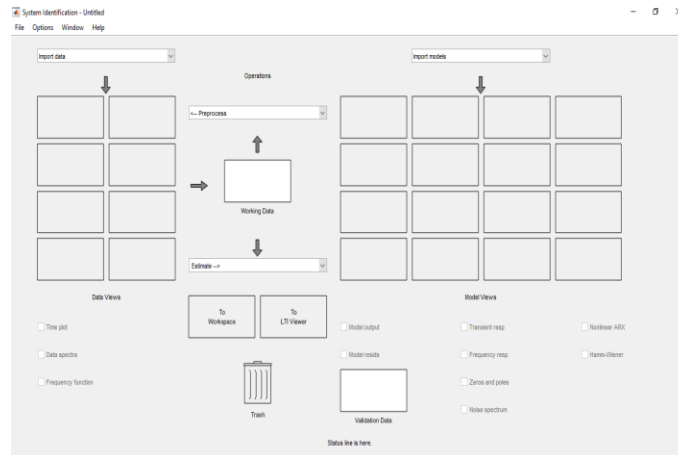 System Identification - Untitled
File Options Window Help
Import data
Import models
Operations
<-- Preprocess
Working Data
Estimate -->
Data Views
To Workspace
To LTI Viewer
Model Views
Time plot
Data spectra
Frequency function
Model output
Model resids
Transient resp
Frequency resp
Zeros and poles
Noise spectrum
Nonlinear ARX
Hamm-Wiener
Trash
Validation Data
Status line is here.